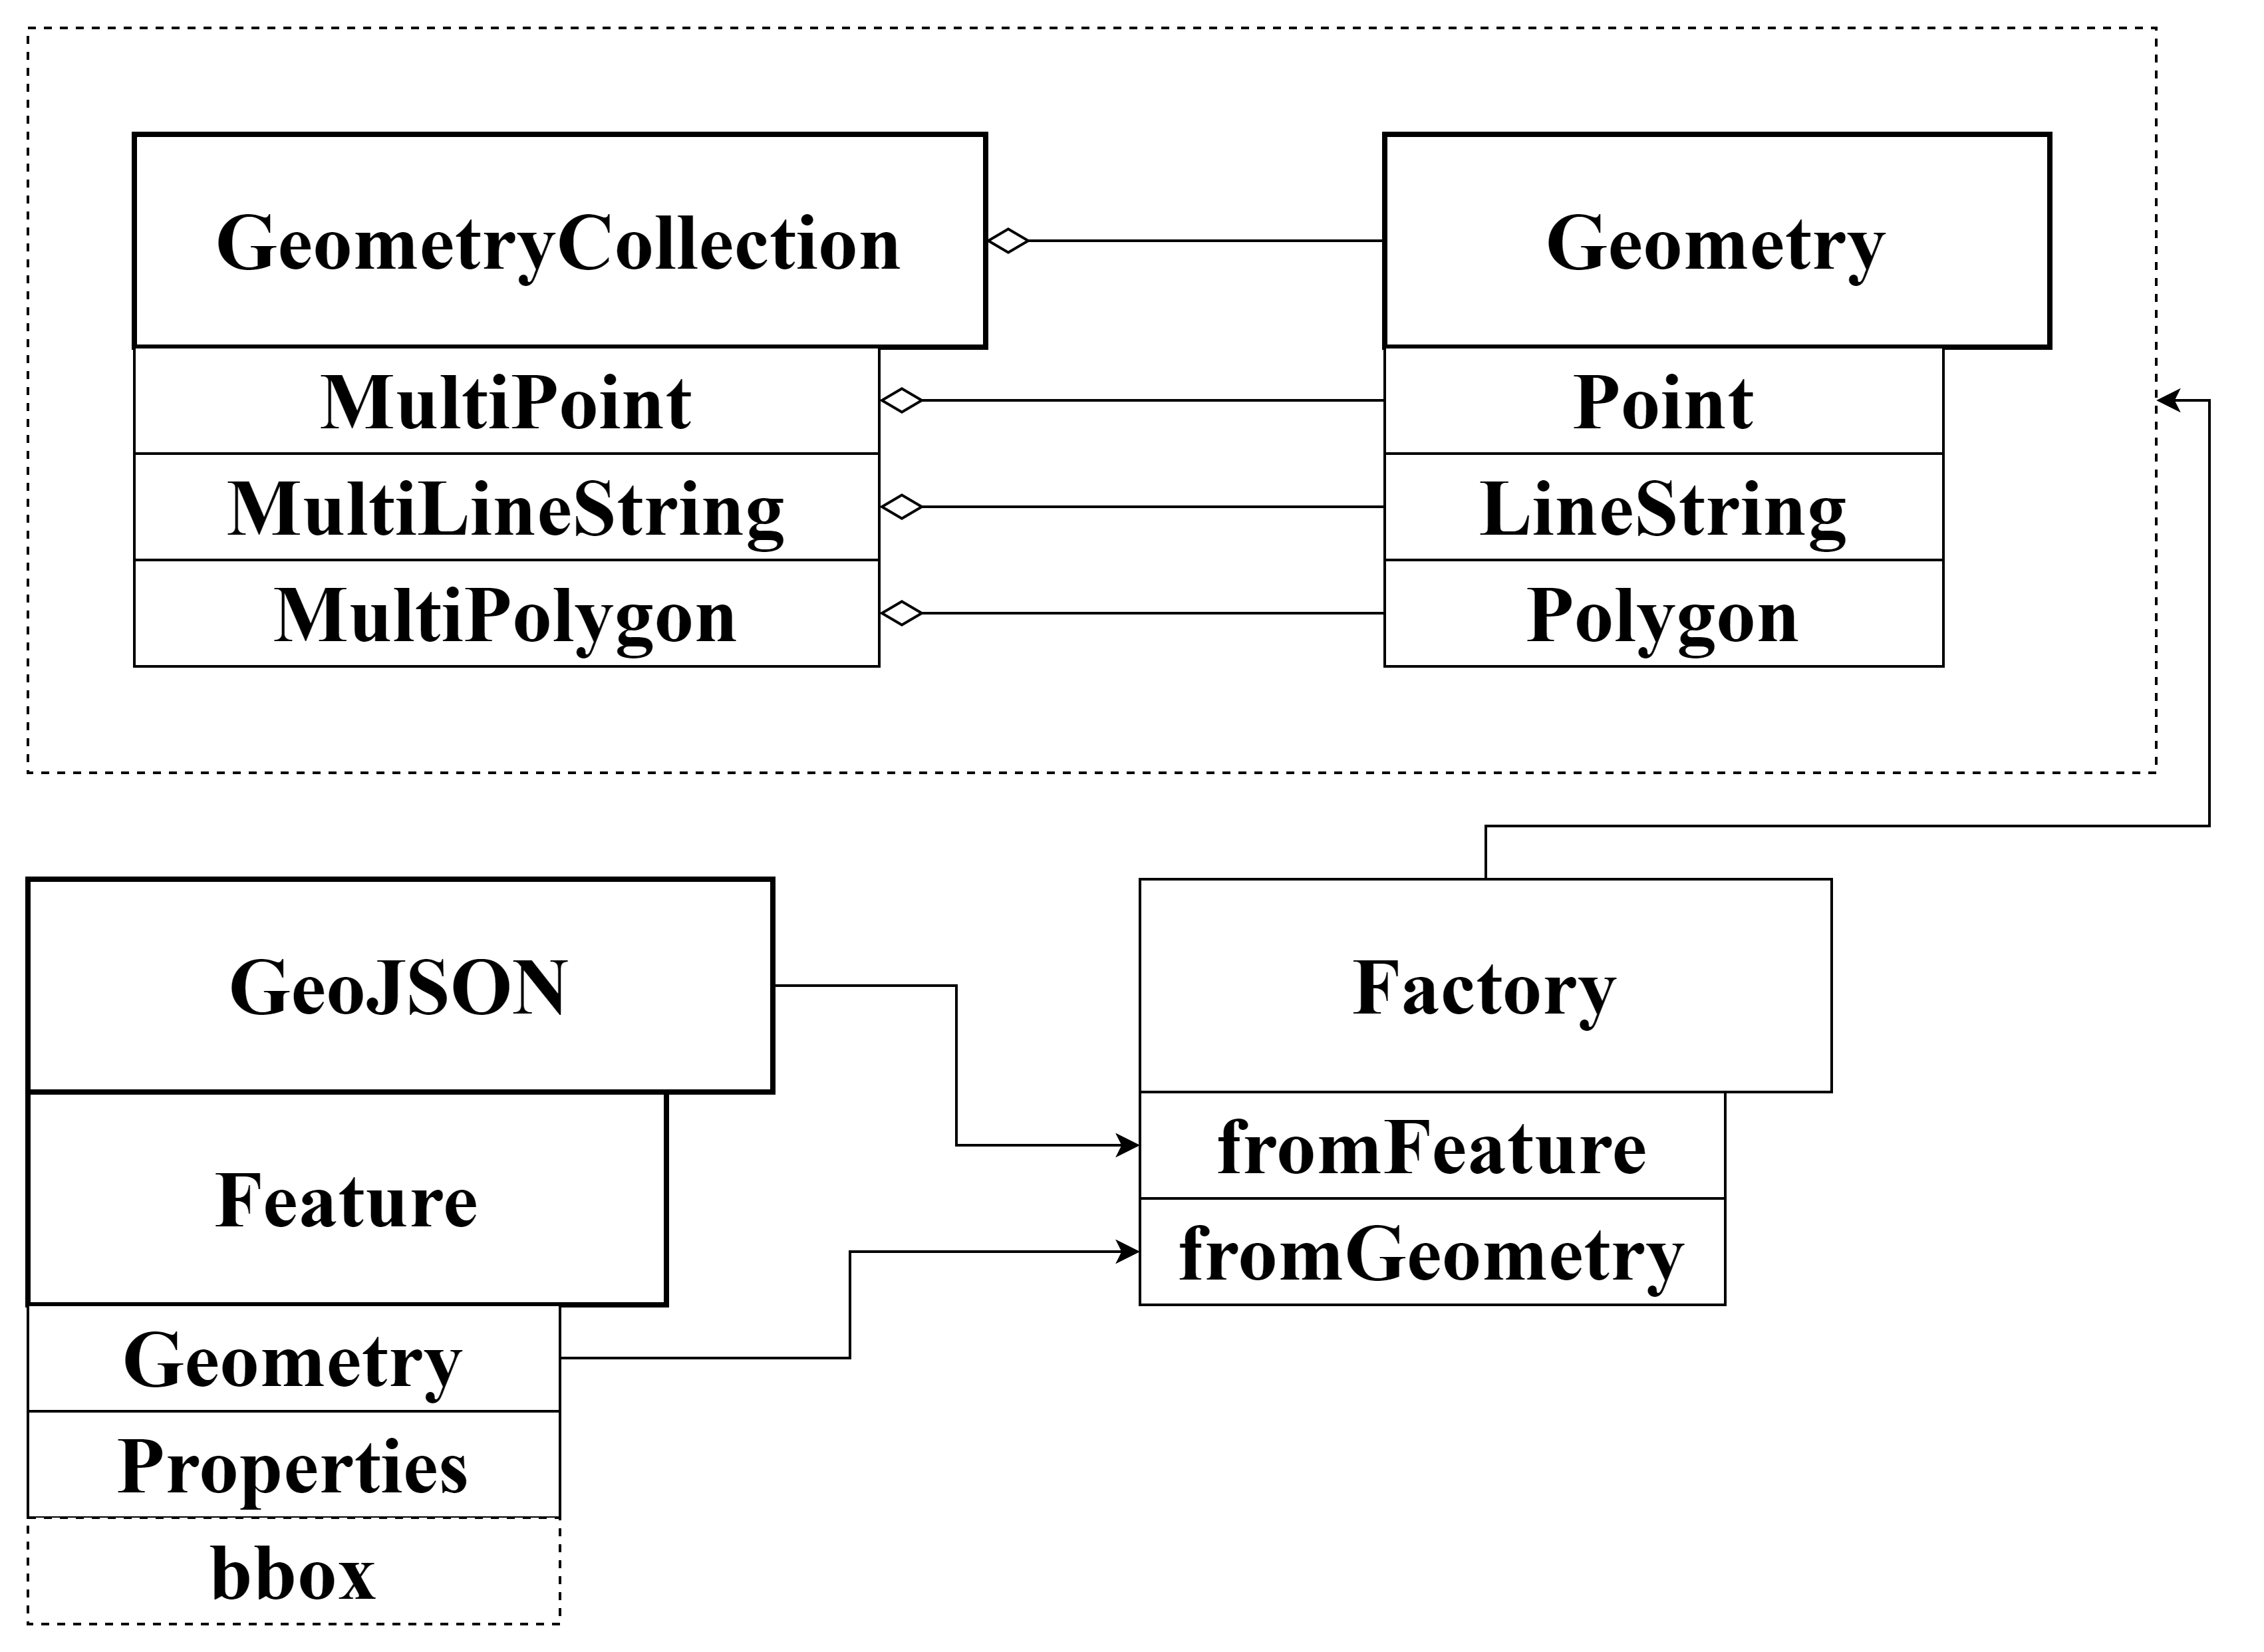 GeometryCollection
MultiPoint
MultiLineString
MultiPolygon
Geometry
Point
LineString
Polygon
GeoJSON
Feature
Geometry
Properties
bbox
Factory
fromFeature
fromGeometry